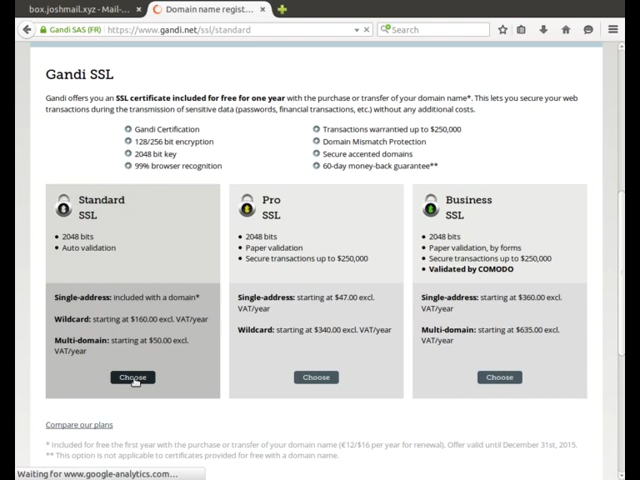 box.joshmail.xyz - Mail-...
Domain name regist...
Gandi SAS (FR)
https://www.gandi.net/ssl/standard
Search
Gandi SSL
Gandi offers you an SSL certificate included for free for one year with the purchase or transfer of your domain name*. This lets you secure your web
transactions during the transmission of sensitive data (passwords, financial transactions, etc.) without any additional costs.
Gandi Certification
128/256 bit encryption
2048 bit key
99% browser recognition
Transactions warrantied up to $250,000
Domain Mismatch Protection
Secure accented domains
60-day money-back guarantee**
Standard
SSL
2048 bits
Auto validation
Single-address: included with a domain*
Wildcard: starting at $160.00 excl. VAT/year
Multi-domain: starting at $50.00 excl.
VAT/year
Choose
Pro
SSL
2048 bits
Paper validation
Secure transactions up to $250,000
Single-address: starting at $47.00 excl.
VAT/year
Wildcard: starting at $340.00 excl. VAT/year
Choose
Business
SSL
2048 bits
Paper validation, by forms
Secure transactions up to $250,000
Validated by COMODO
Single-address: starting at $360.00 excl.
VAT/year
Multi-domain: starting at $635.00 excl.
VAT/year
Choose
Compare our plans
* Included for free the first year with the purchase or transfer of your domain name (€12/$16 per year for renewal). Offer valid until December 31st, 2015.
** This option is not applicable to certificates provided for free with a domain name.
Waiting for www.google-analytics.com...